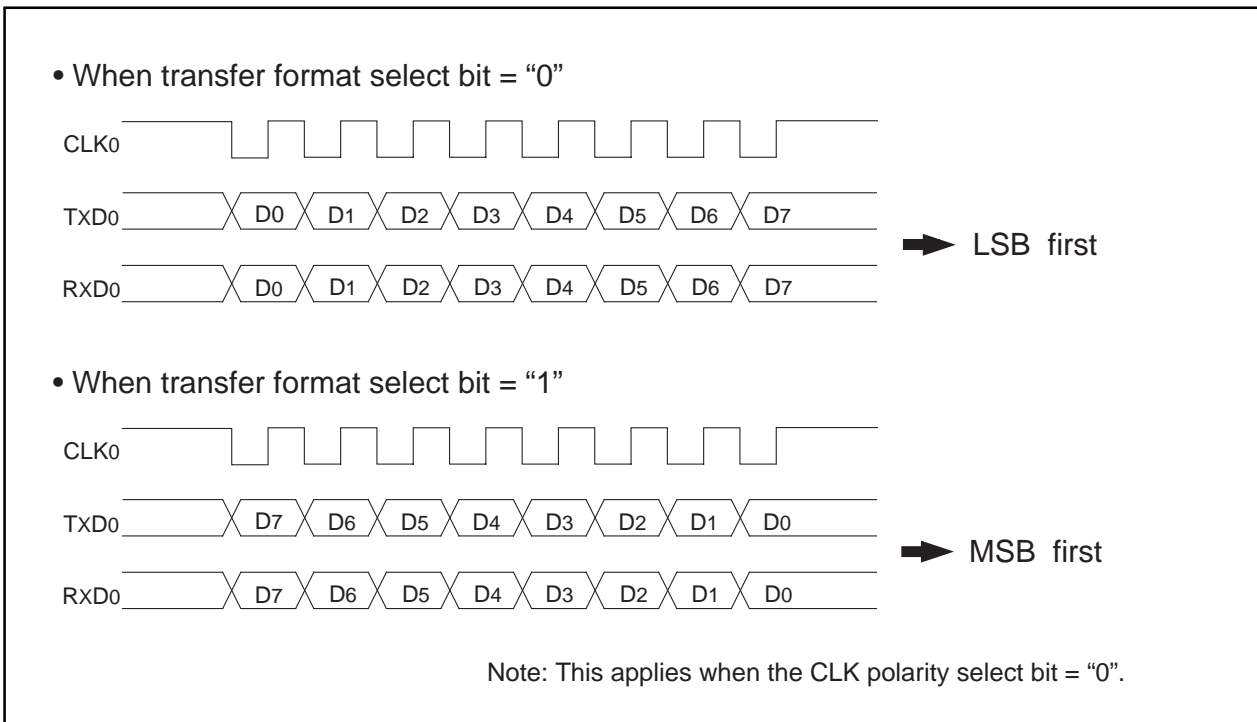 • When transfer format select bit = “0”
CLK0
TXD0 D0 D1 D2 D3 D4 D5 D6 D7
LSB first
RXD0 D0 D1 D2 D3 D4 D5 D6 D7
• When transfer format select bit = “1”
CLK0
TXD0 D7 D6 D5 D4 D3 D2 D1 D0
MSB first
RXD0 D7 D6 D5 D4 D3 D2 D1 D0
Note: This applies when the CLK polarity select bit = “0”.